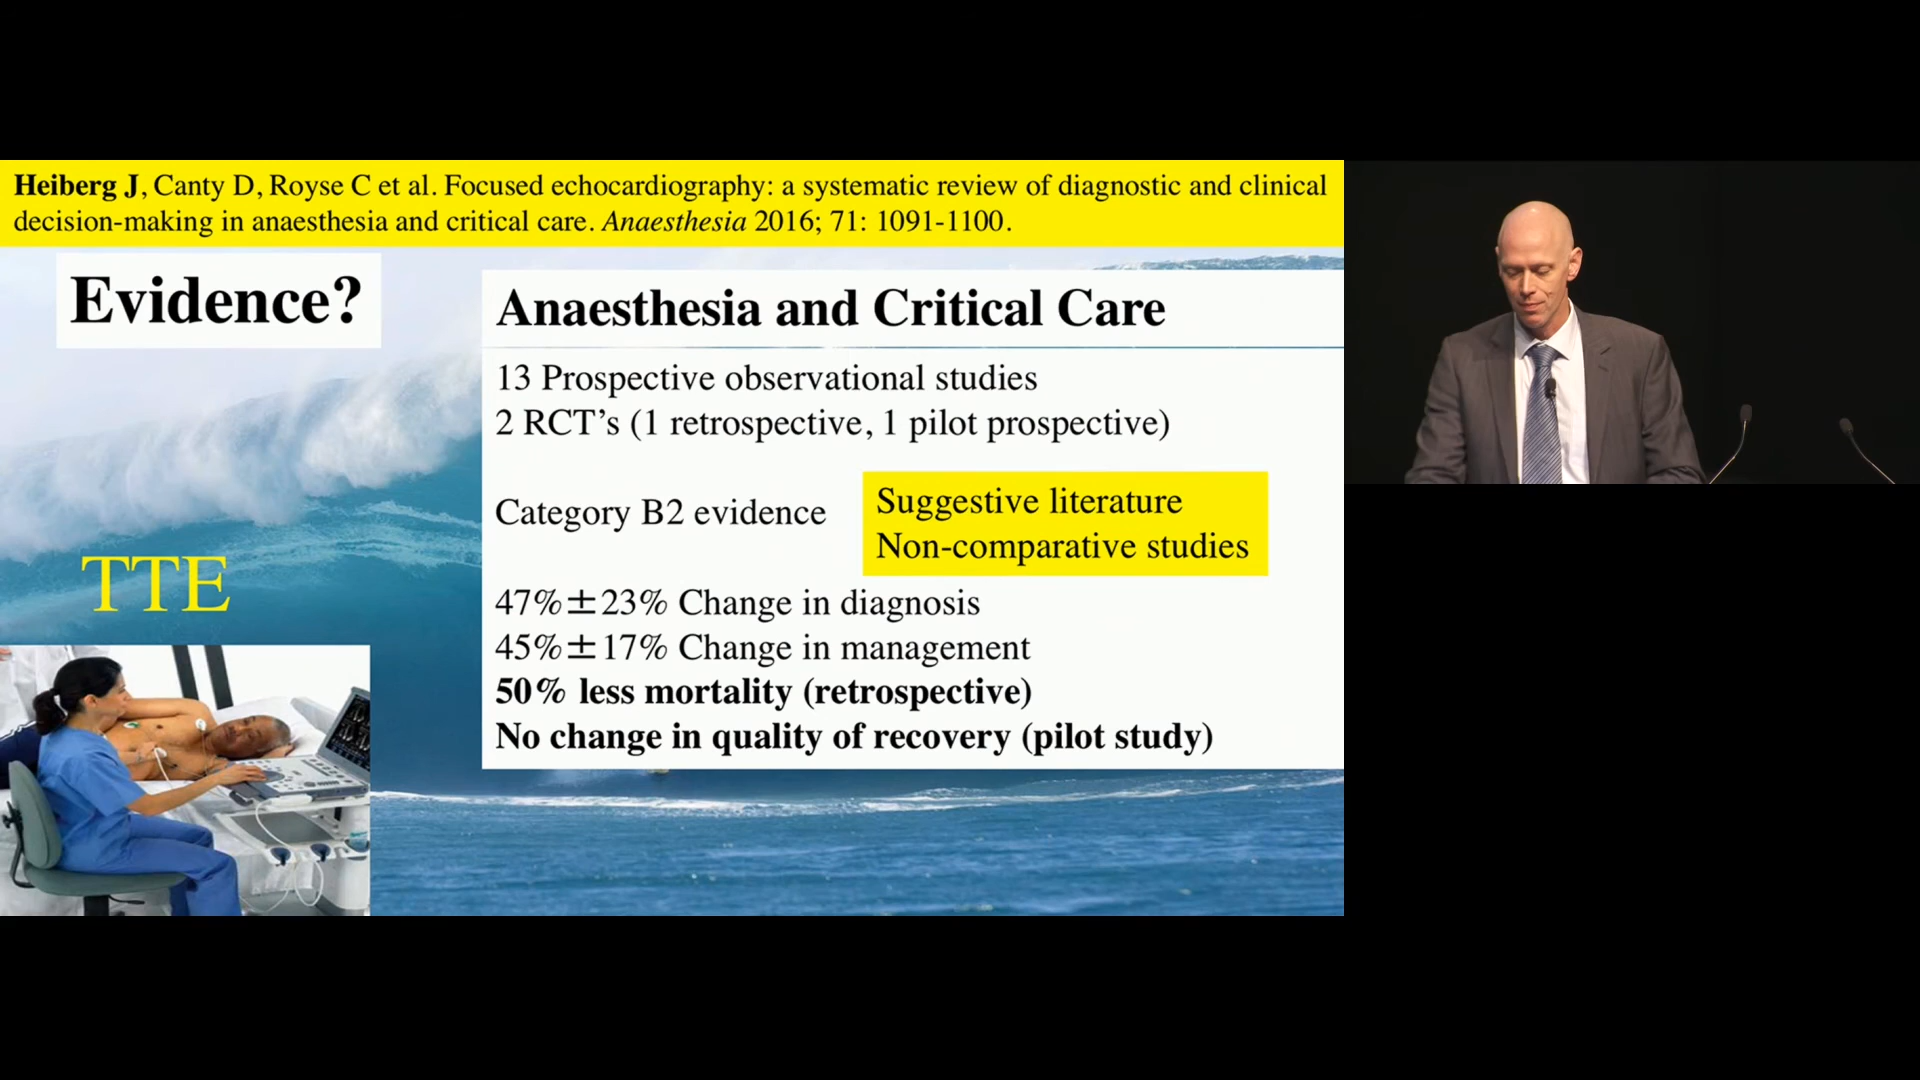 Heiberg J, Canty D, Royse C et al. Focused echocardiography: a systematic review of diagnostic and clinical
decision-making in anaesthesia and critical care. Anaesthesia 2016; 71: 1091-1100.
Evidence?
Anaesthesia and Critical Care
13 Prospective observational studies
2 RCT's (1 retrospective, 1 pilot prospective)
Category B2 evidence
Suggestive literature
Non-comparative studies
TTE
47%±23% Change in diagnosis
45%±17% Change in management
50% less mortality (retrospective)
No change in quality of recovery (pilot study)